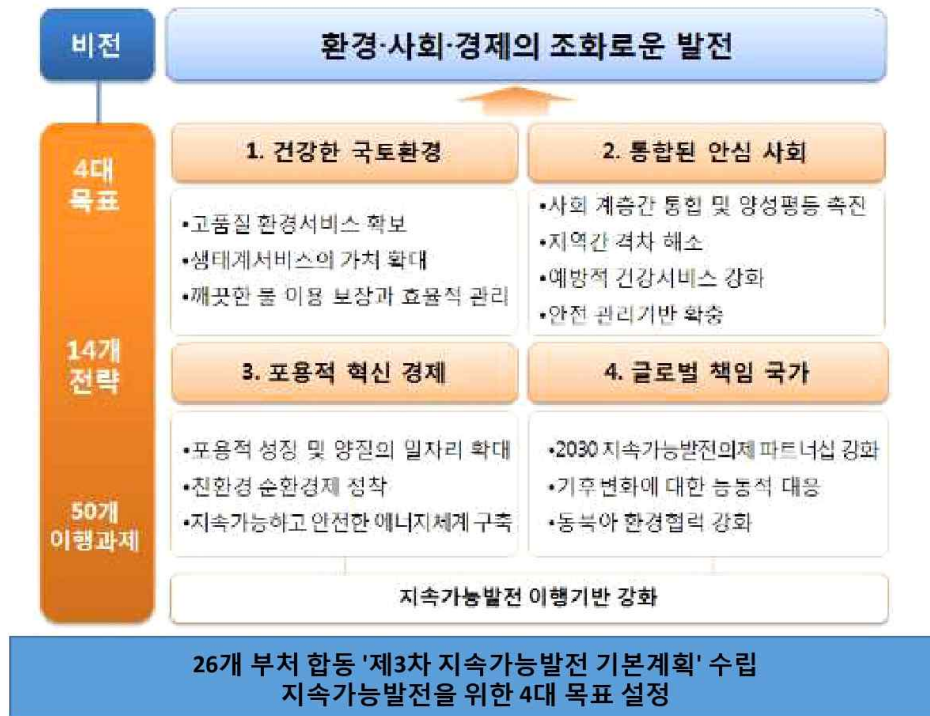 비전
환경·사회·경제의 조화로운 발전
4대
목표
14개
전략
50개
이행과제
1. 건강한 국토환경
•고품질 환경서비스 확보
•생태계서비스의 가치 확대
•깨끗한 물 이용 보장과 효율적 관리
2. 통합된 안심 사회
•사회 계층간 통합 및 양성평등 촉진
•지역간 격차 해소
•예방적 건강서비스 강화
•안전 관리기반 확충
3. 포용적 혁신 경제
•포용적 성장 및 양질의 일자리 확대
•친환경 순환경제 정착
•지속가능하고 안전한 에너지체계 구축
4. 글로벌 책임 국가
•2030 지속가능발전의제 파트너십 강화
•기후변화에 대한 능동적 대응
•동북아 환경협력 강화
지속가능발전 이행기반 강화
26개 부처 합동 '제3차 지속가능발전 기본계획' 수립
지속가능발전을 위한 4대 목표 설정